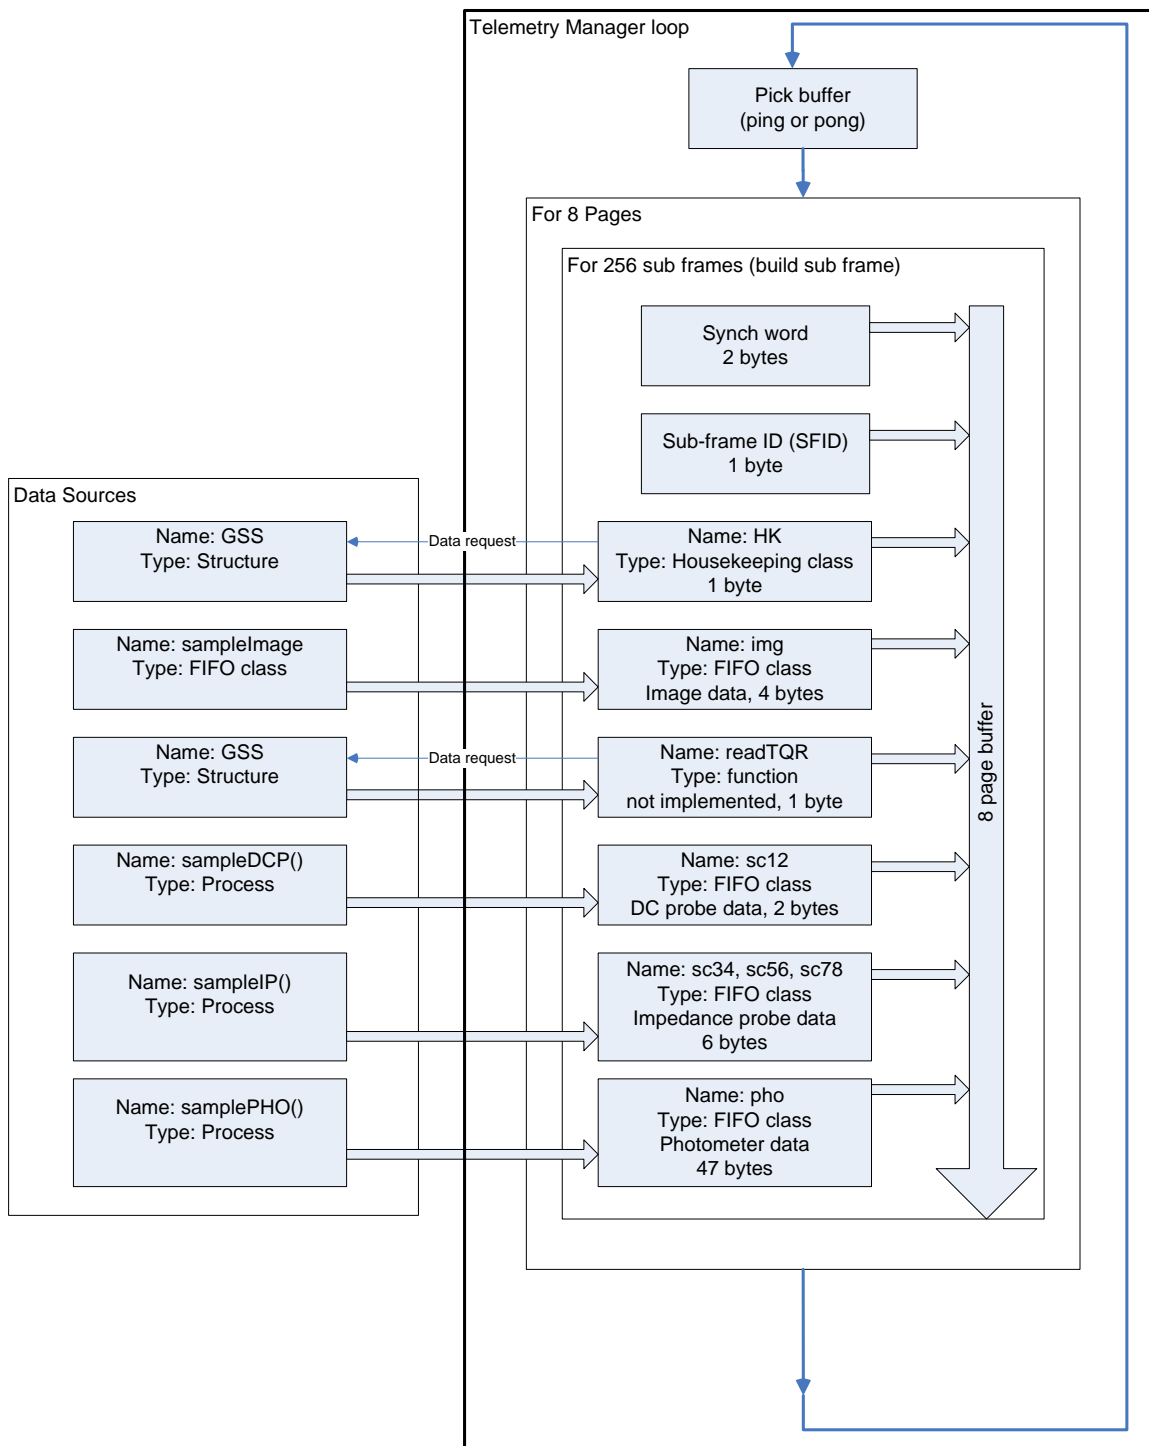 Telemetry Manager loop
Pick buffer
(ping or pong)
For 8 Pages
For 256 sub frames (build sub frame)
Synch word
2 bytes
Sub-frame ID (SFID)
1 byte
Data Sources
Name: GSS
Type: Structure
Data request
Name: HK
Type: Housekeeping class
1 byte
Name: sampleImage
Type: FIFO class
Name: img
Type: FIFO class
Image data, 4 bytes
Name: GSS
Type: Structure
Data request
Name: readTQR
Type: function
not implemented, 1 byte
8 page buffer
Name: sampleDCP()
Type: Process
Name: sc12
Type: FIFO class
DC probe data, 2 bytes
Name: sampleIP()
Type: Process
Name: sc34, sc56, sc78
Type: FIFO class
Impedance probe data
6 bytes
Name: samplePHO()
Type: Process
Name: pho
Type: FIFO class
Photometer data
47 bytes